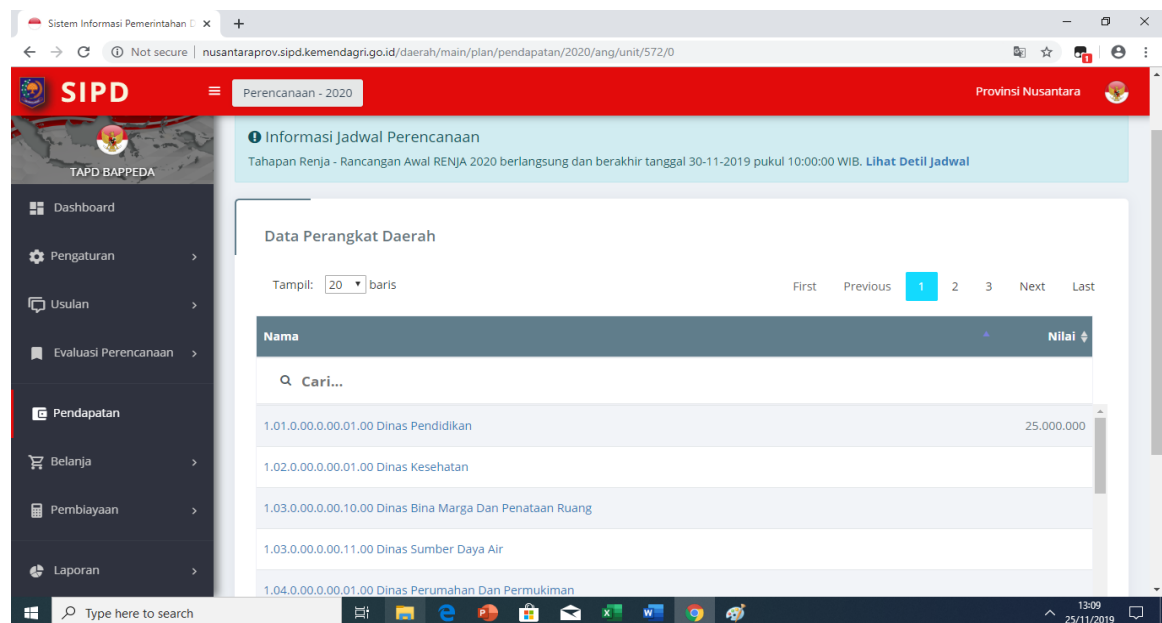 Sistem Informasi Pemerintahan D
Not secure | nusantaraprov.sipd.kemendagri.go.id/daerah/main/plan/pendapatan/2020/ang/unit/572/0
1
SIPD
Perencanaan - 2020
Provinsi Nusantara
TAPD BAPPEDA
Dashboard
Pengaturan
Usulan
Evaluasi Perencanaan
Pendapatan
Belanja
Pembiayaan
Laporan
Informasi Jadwal Perencanaan
Tahapan Renja - Rancangan Awal RENJA 2020 berlangsung dan berakhir tanggal 30-11-2019 pukul 10:00:00 WIB. Lihat Detil Jadwal
Data Perangkat Daerah
Tampil: 20 baris
First Previous 1 2 3 Next Last
Nama Nilai
Cari...
1.01.0.00.0.00.01.00 Dinas Pendidikan 25.000.000
1.02.0.00.0.00.01.00 Dinas Kesehatan
1.03.0.00.0.00.10.00 Dinas Bina Marga Dan Penataan Ruang
1.03.0.00.0.00.11.00 Dinas Sumber Daya Air
1.04.0.00.0.00.01.00 Dinas Perumahan Dan Permukiman
Type here to search
13:09
25/11/2019